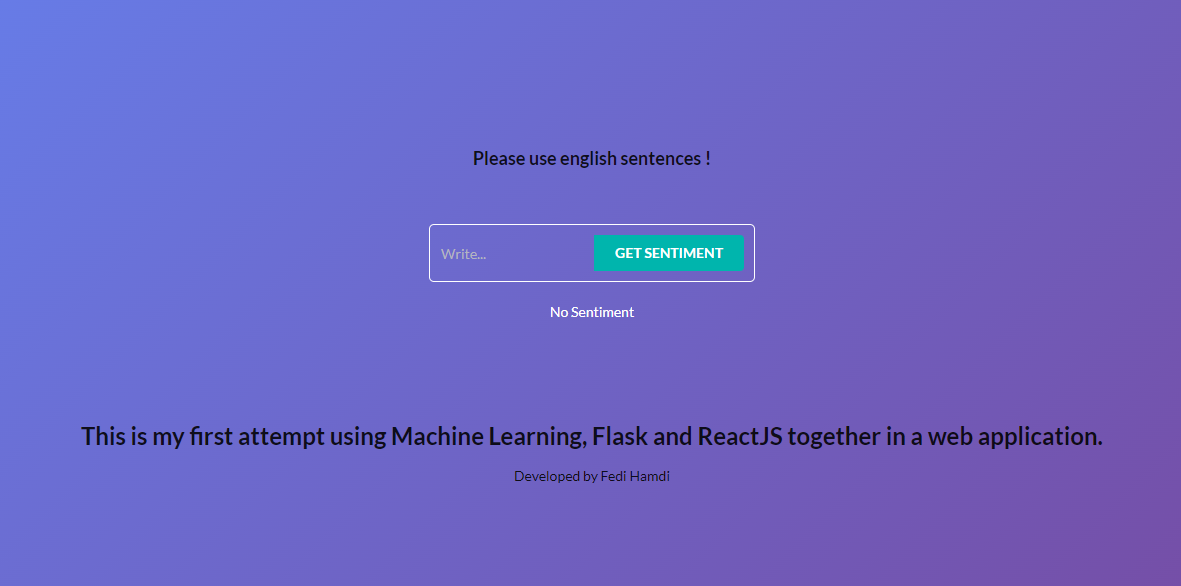 Please use english sentences !
Write...
GET SENTIMENT
No Sentiment
This is my first attempt using Machine Learning, Flask and ReactJS together in a web application.
Developed by Fedi Hamdi